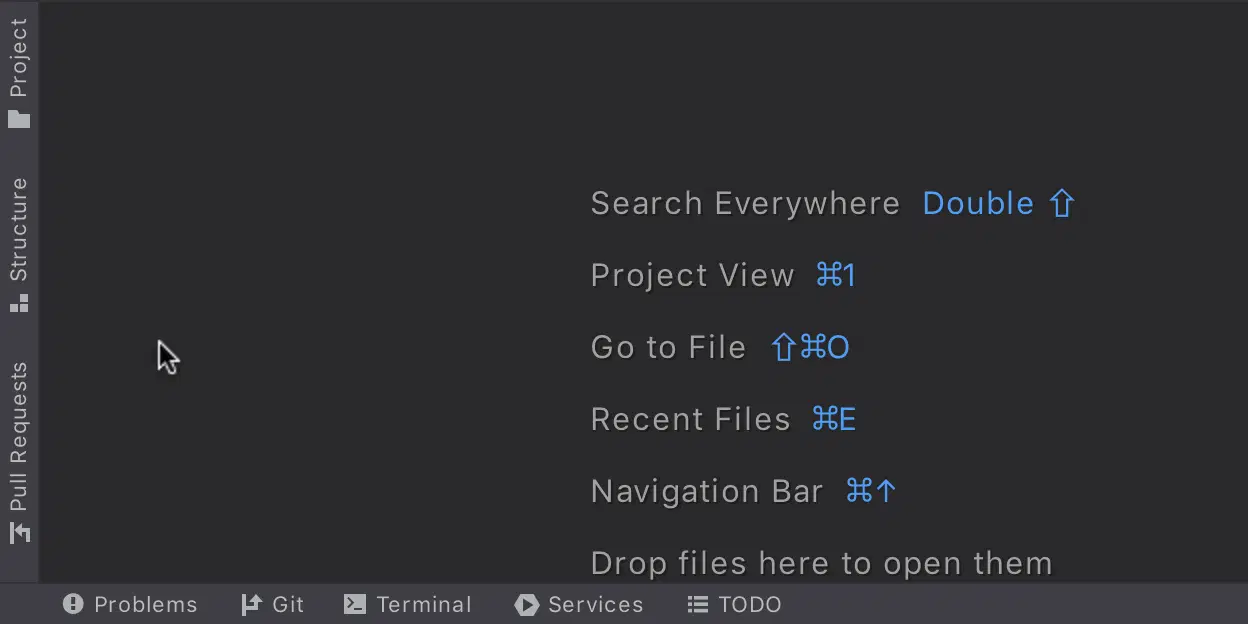 Project
Structure
Pull Requests
Search Everywhere Double ⇧
Project View ⌘1
Go to File ⇧⌘O
Recent Files ⌘E
Navigation Bar ⌘↑
Drop files here to open them
Problems Git Terminal Services TODO